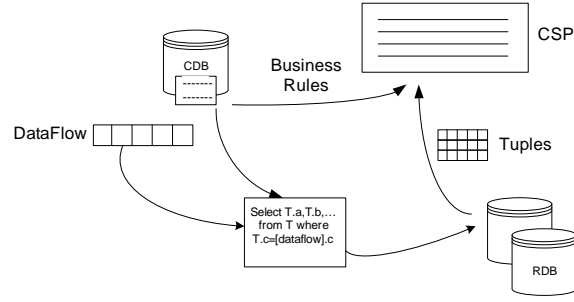 CSP
CDB
Business
Rules
DataFlow
Tuples
Select T.a,T.b,…
from T where
T.c=[dataflow].c
RDB